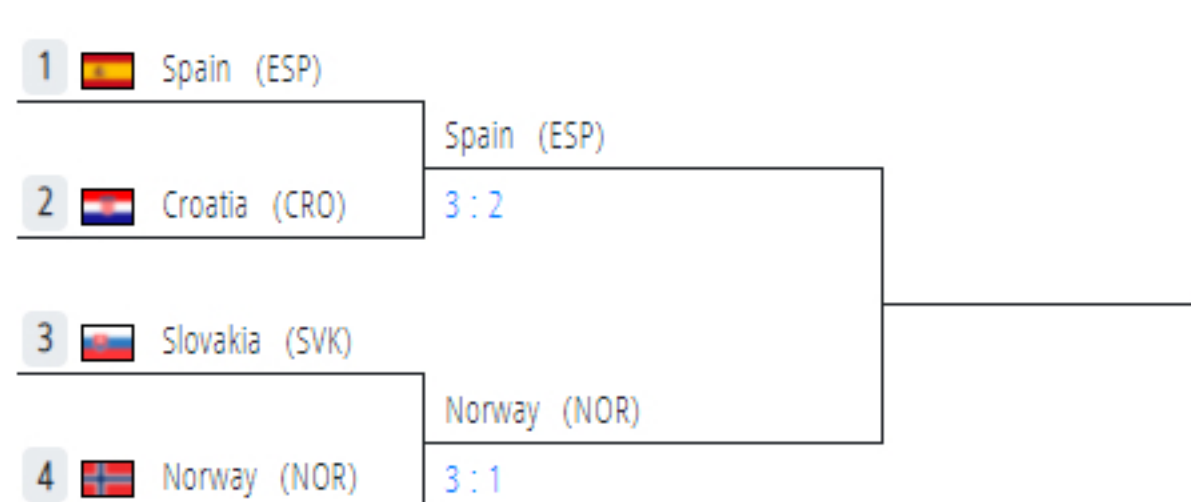 1 Spain (ESP)
Spain (ESP)
2 Croatia (CRO)
3 : 2
3 Slovakia (SVK)
Norway (NOR)
4 Norway (NOR)
3 : 1